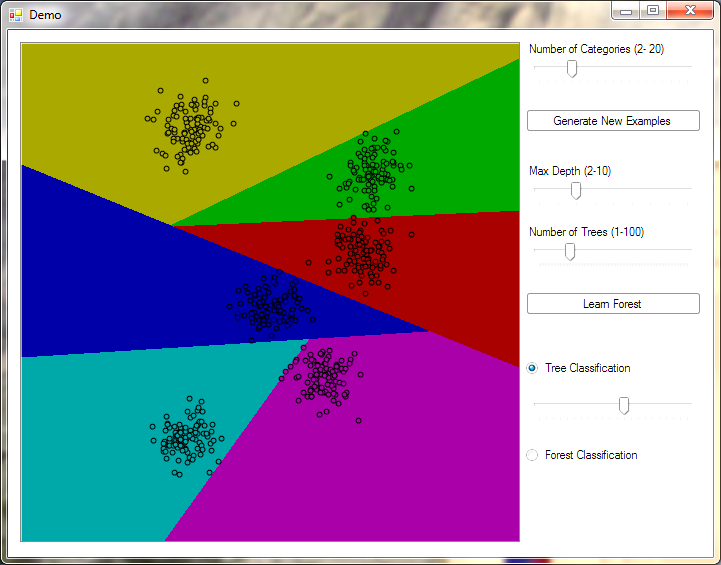 Demo
Number of Categories (2- 20)
Generate New Examples
Max Depth (2-10)
Number of Trees (1-100)
Learn Forest
Tree Classification
Forest Classification